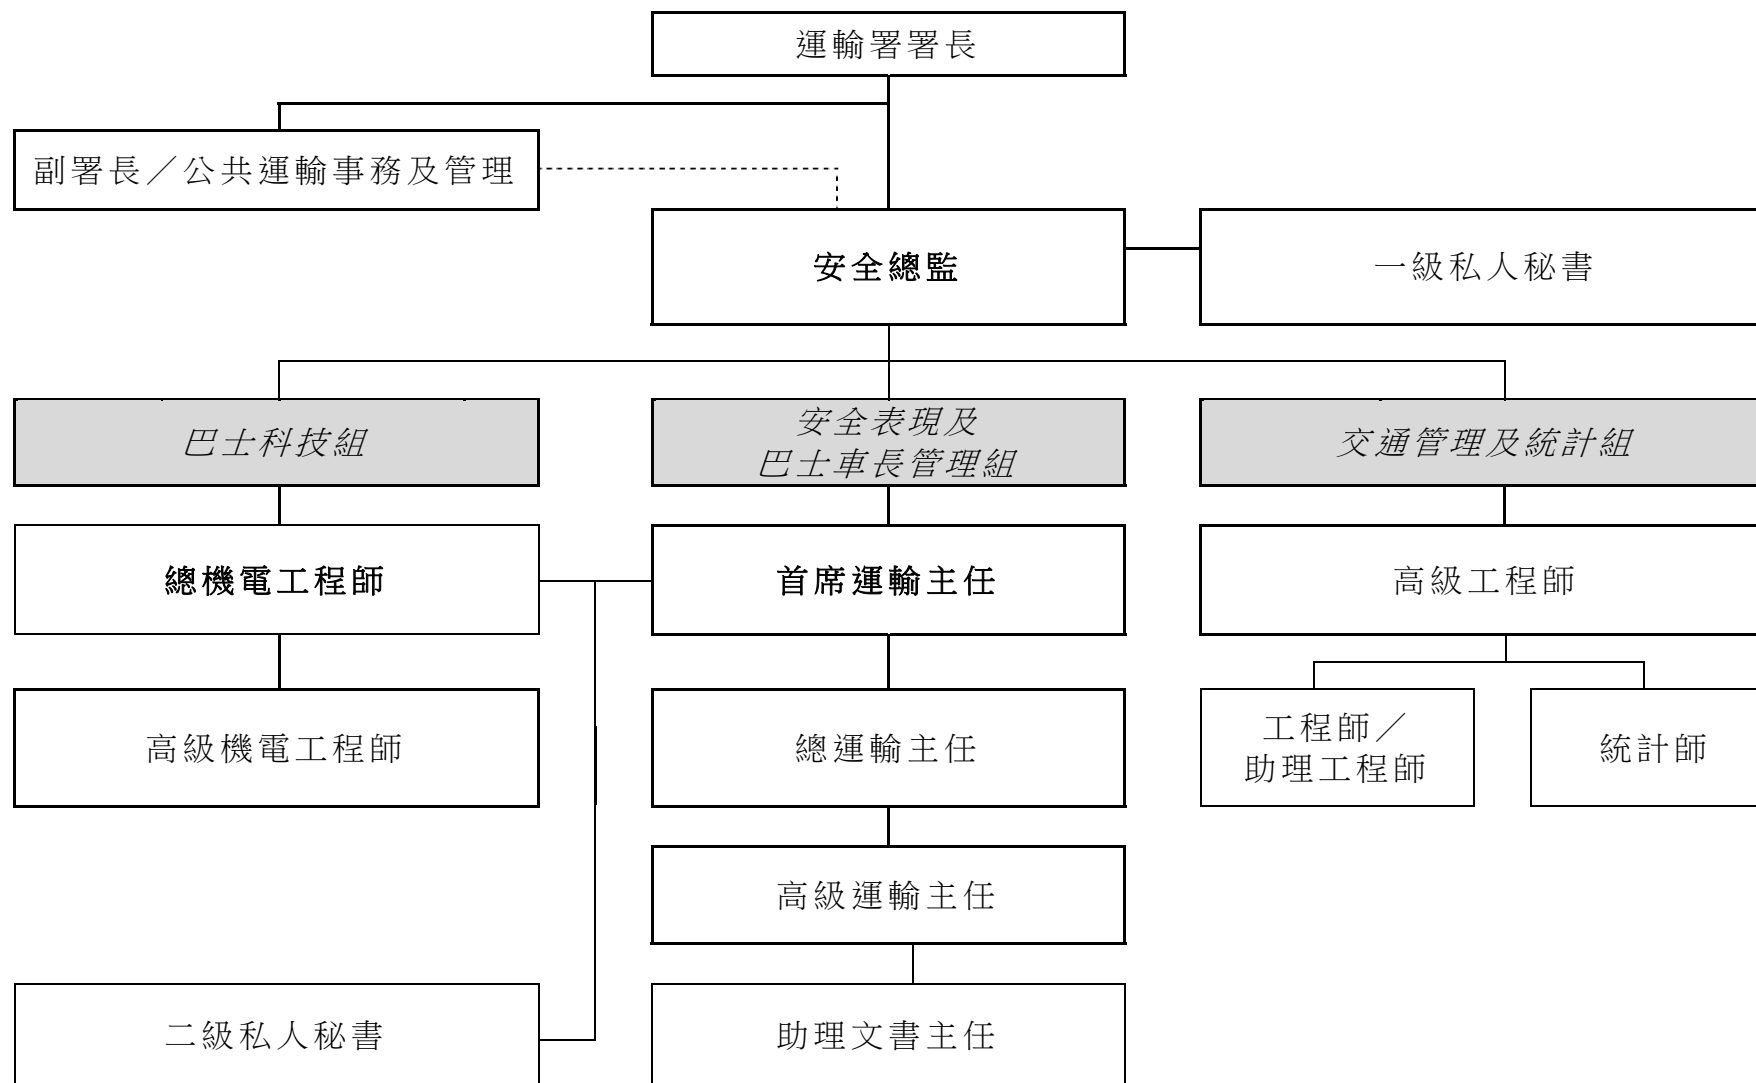 運輸署署長
副署長／公共運輸事務及管理
安全總監
一級私人秘書
巴士科技組
安全表現及
巴士車長管理組
交通管理及統計組
總機電工程師
首席運輸主任
高級工程師
高級機電工程師
總運輸主任
工程師／
助理工程師
統計師
高級運輸主任
二級私人秘書
助理文書主任